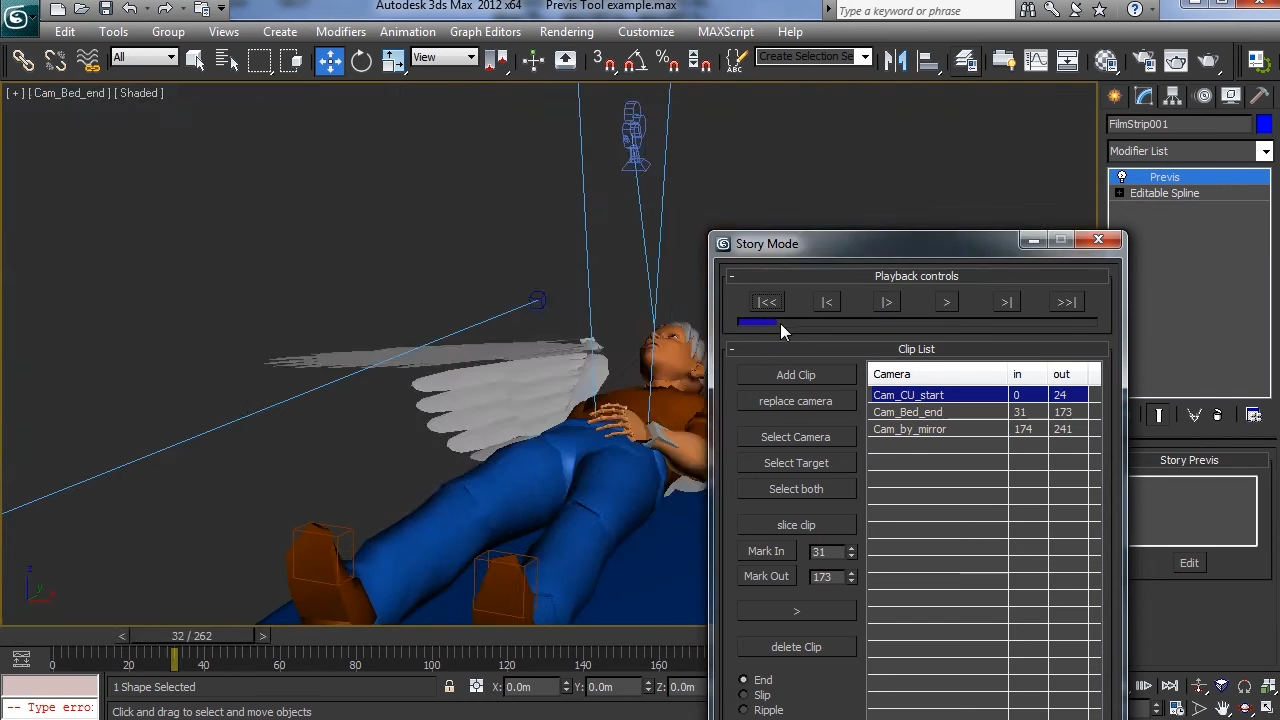 Autodesk 3ds Max 2012 x64 Previs Tool example.max
Type a keyword or phrase
Edit Tools Group Views Create Modifiers Animation Graph Editors Rendering Customize MAXScript Help
All View 3 Create Selection Se
[ + ] [ Cam_Bed_end ] [ Shaded ]
FilmStrip001
Modifier List
Previs
Editable Spline
Story Mode
Playback controls
|<< |< |> > >| >>|
Clip List
Add Clip
replace camera
Select Camera
Select Target
Select both
slice clip
Mark In 31
Mark Out 173
>
delete Clip
End
Slip
Ripple
Camera in out
Cam_CU_start 0 24
Cam_Bed_end 31 173
Cam_by_mirror 174 241
Story Previs
Edit
z
y
x
< 32 / 262 >
0 20 40 60 80 100 120 140 160
1 Shape Selected X: 0.0m Y: 0.0m Z: 0.0m
-- Type erro:
Click and drag to select and move objects